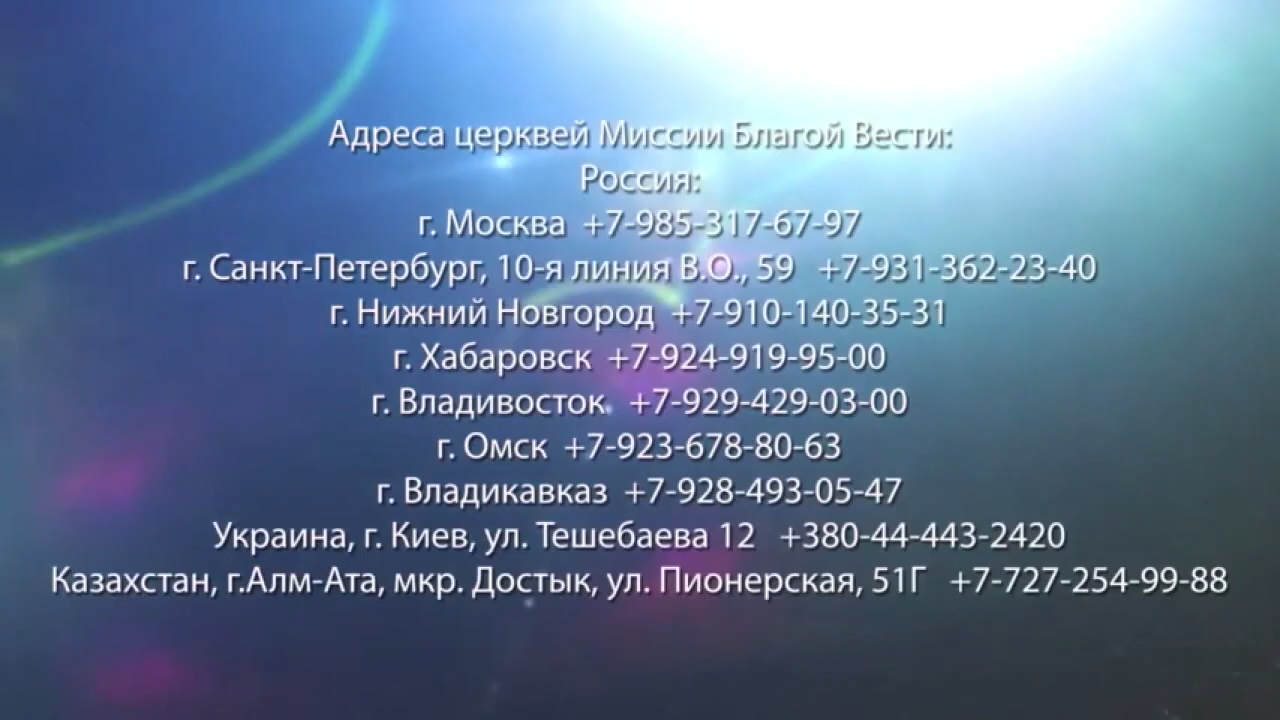 Адреса церквей Миссии Благой Вести:
Россия:
г. Москва +7-985-317-67-97
г. Санкт-Петербург, 10-я линия В.О., 59 +7-931-362-23-40
г. Нижний Новгород +7-910-140-35-31
г. Хабаровск +7-924-919-95-00
г. Владивосток +7-929-429-03-00
г. Омск +7-923-678-80-63
г. Владикавказ +7-928-493-05-47
Украина, г. Киев, ул. Тешебаева 12 +380-44-443-2420
Казахстан, г.Алм-Ата, мкр. Достык, ул. Пионерская, 51Г +7-727-254-99-88